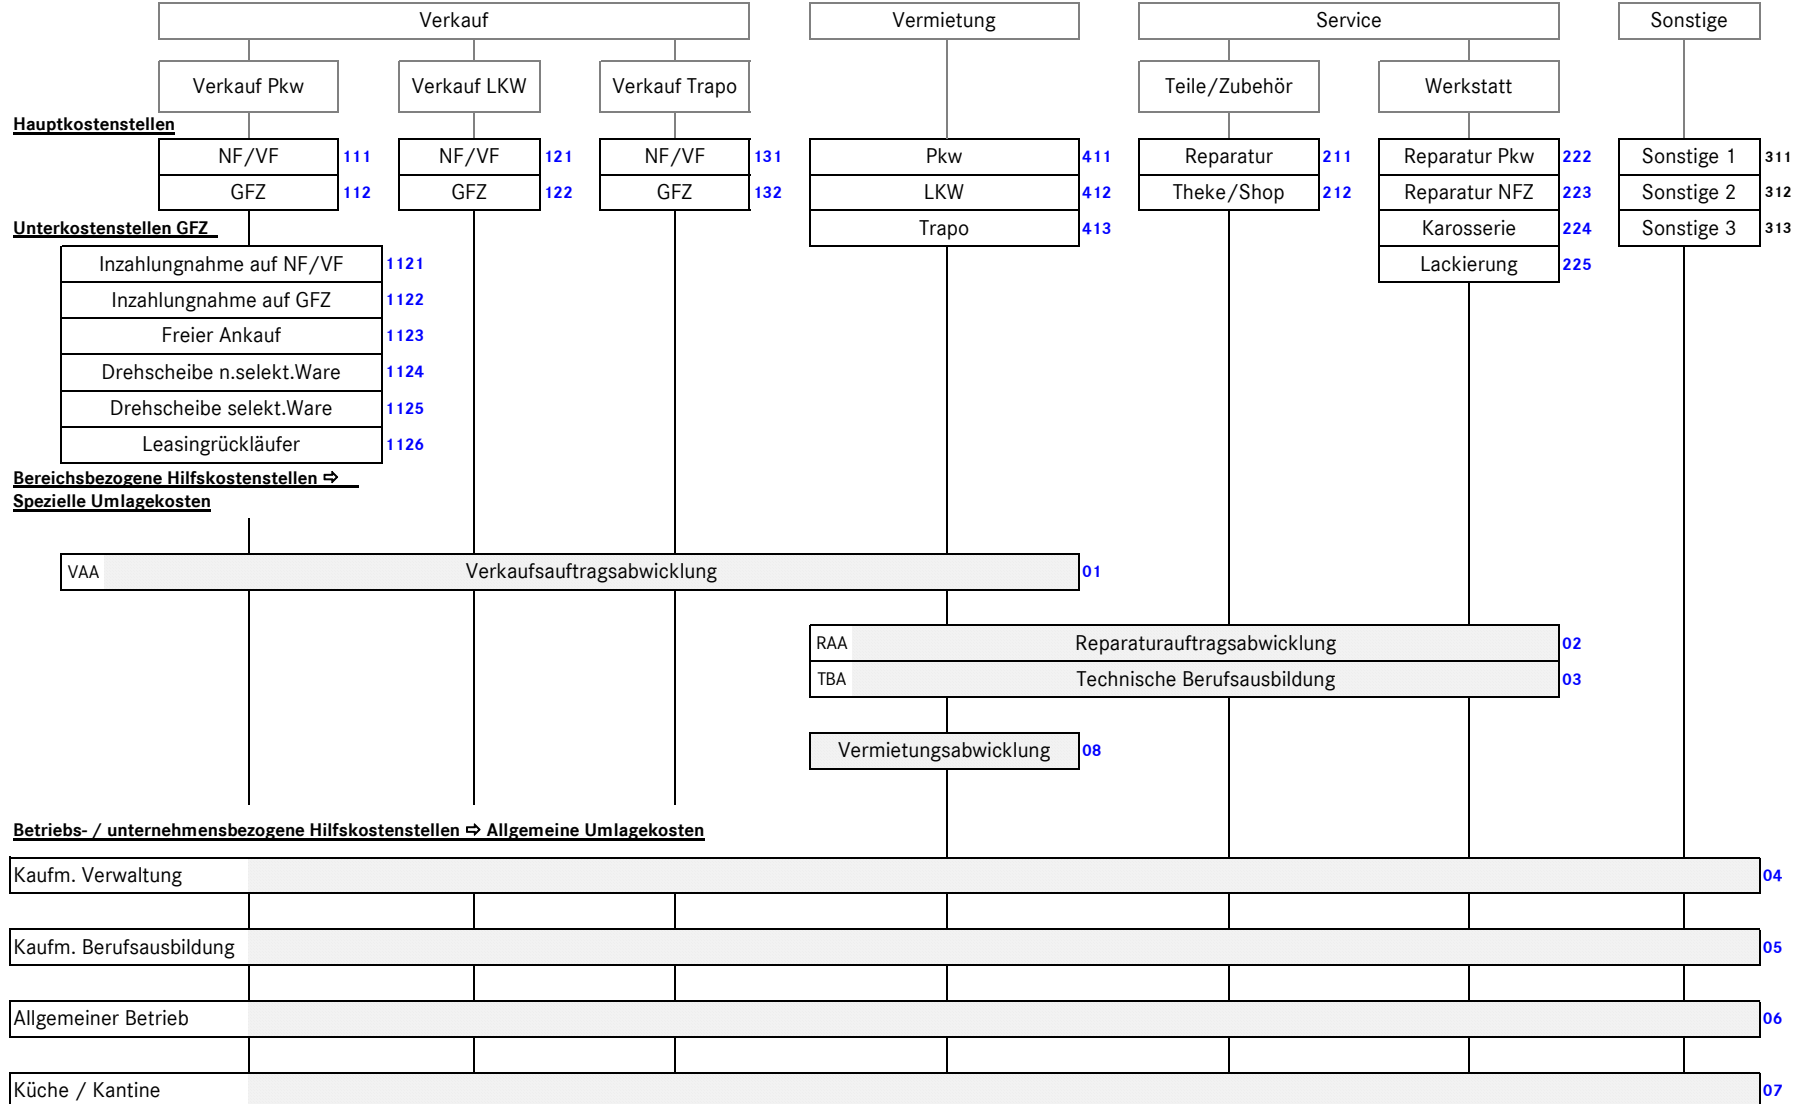 Verkauf Vermietung Service Sonstige
Verkauf Pkw Verkauf LKW Verkauf Trapo Teile/Zubehör Werkstatt
Hauptkostenstellen
NF/VF 111 NF/VF 121 NF/VF 131 Pkw 411 Reparatur 211 Reparatur Pkw 222 Sonstige 1 311
GFZ 112 GFZ 122 GFZ 132 LKW 412 Theke/Shop 212 Reparatur NFZ 223 Sonstige 2 312
Unterkostenstellen GFZ Trapo 413 Karosserie 224 Sonstige 3 313
Inzahlungnahme auf NF/VF 1121 Lackierung 225
Inzahlungnahme auf GFZ 1122
Freier Ankauf 1123
Drehscheibe n.selekt.Ware 1124
Drehscheibe selekt.Ware 1125
Leasingrückläufer 1126
Bereichsbezogene Hilfskostenstellen ⇨
Spezielle Umlagekosten
VAA Verkaufsauftragsabwicklung 01
RAA Reparaturauftragsabwicklung 02
TBA Technische Berufsausbildung 03
Vermietungsabwicklung 08
Betriebs- / unternehmensbezogene Hilfskostenstellen ⇨ Allgemeine Umlagekosten
Kaufm. Verwaltung 04
Kaufm. Berufsausbildung 05
Allgemeiner Betrieb 06
Küche / Kantine 07